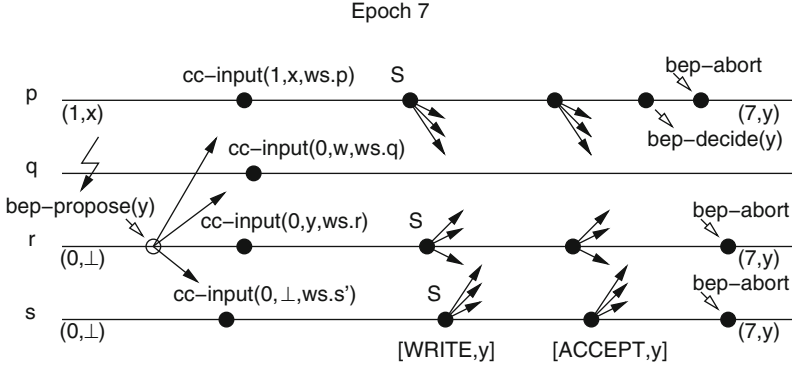 Epoch 7
cc-input(1,x,ws.p) S bep-abort
p
(1,x) (7,y)
bep-decide(y)
cc-input(0,w,ws.q)
q
bep-propose(y) cc-input(0,y,ws.r) S bep-abort
r
(0,⊥) (7,y)
cc-input(0,⊥,ws.s') S bep-abort
s
(0,⊥) (7,y)
[WRITE,y] [ACCEPT,y]